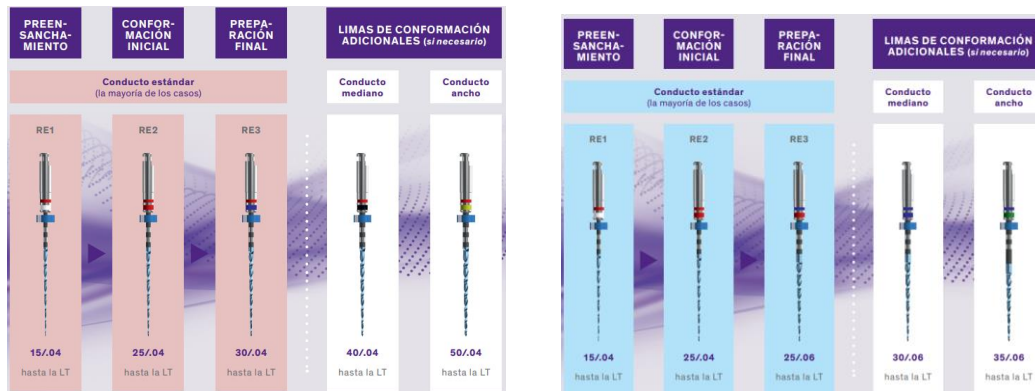 PREEN-
SANCHA-
MIENTO
CONFOR-
MACIÓN
INICIAL
PREPA-
RACIÓN
FINAL
LIMAS DE CONFORMACIÓN
ADICIONALES (si necesario)
Conducto estándar
(la mayoría de los casos)
Conducto
mediano
Conducto
ancho
RE1
RE2
RE3
15/.04
25/.04
30/.04
40/.04
50/.04
hasta la LT
hasta la LT
hasta la LT
hasta la LT
hasta la LT
PREEN-
SANCHA-
MIENTO
CONFOR-
MACIÓN
INICIAL
PREPA-
RACIÓN
FINAL
LIMAS DE CONFORMACIÓN
ADICIONALES (si necesario)
Conducto estándar
(la mayoría de los casos)
Conducto
mediano
Conducto
ancho
RE1
RE2
RE3
15/.04
25/.04
25/.06
30/.06
35/.06
hasta la LT
hasta la LT
hasta la LT
hasta la LT
hasta la LT